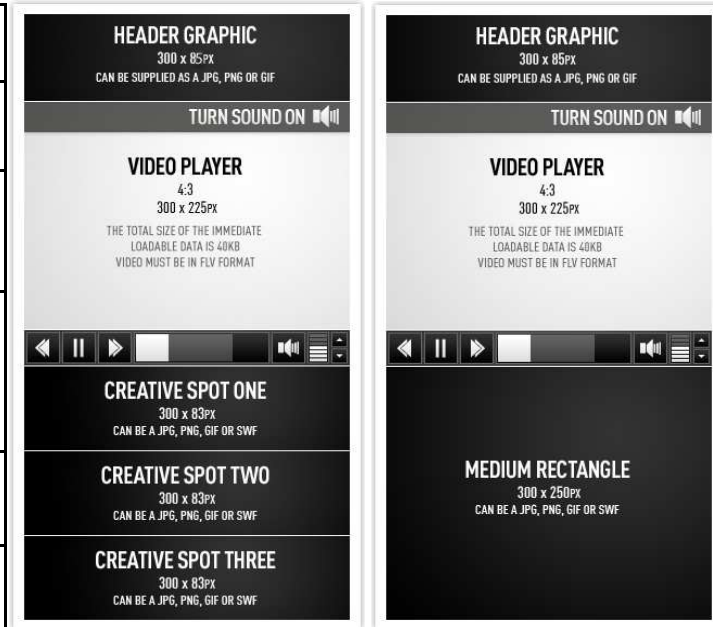 HEADER GRAPHIC
300 x 85PX
CAN BE SUPPLIED AS A JPG, PNG OR GIF
TURN SOUND ON
VIDEO PLAYER
4:3
300 x 225PX
THE TOTAL SIZE OF THE IMMEDIATE
LOADABLE DATA IS 40KB
VIDEO MUST BE IN FLV FORMAT
CREATIVE SPOT ONE
300 x 83PX
CAN BE A JPG, PNG, GIF OR SWF
CREATIVE SPOT TWO
300 x 83PX
CAN BE A JPG, PNG, GIF OR SWF
CREATIVE SPOT THREE
300 x 83PX
CAN BE A JPG, PNG, GIF OR SWF
HEADER GRAPHIC
300 x 85PX
CAN BE SUPPLIED AS A JPG, PNG OR GIF
TURN SOUND ON
VIDEO PLAYER
4:3
300 x 225PX
THE TOTAL SIZE OF THE IMMEDIATE
LOADABLE DATA IS 40KB
VIDEO MUST BE IN FLV FORMAT
MEDIUM RECTANGLE
300 x 250PX
CAN BE A JPG, PNG, GIF OR SWF